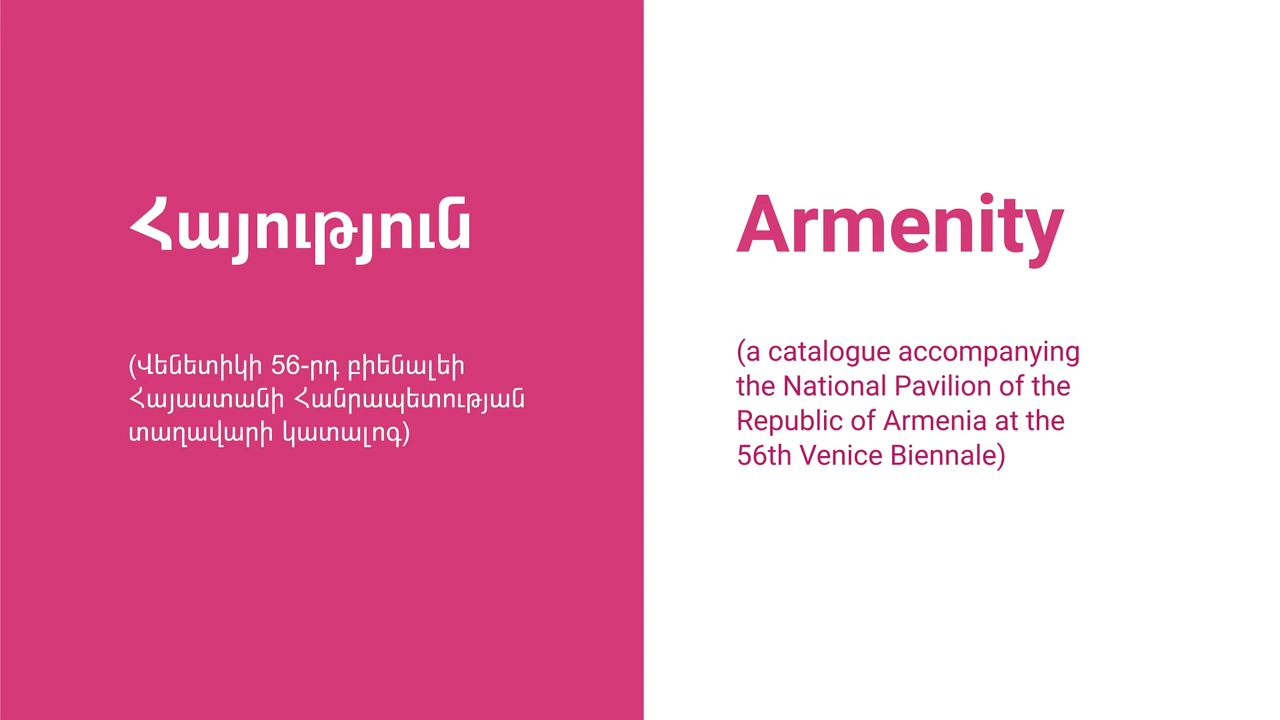 Հայություն
(Վենետիկի 56-րդ բիենալեի
Հայաստանի Հանրապետության
տաղավարի կատալոգ)
Armenity
(a catalogue accompanying
the National Pavilion of the
Republic of Armenia at the
56th Venice Biennale)